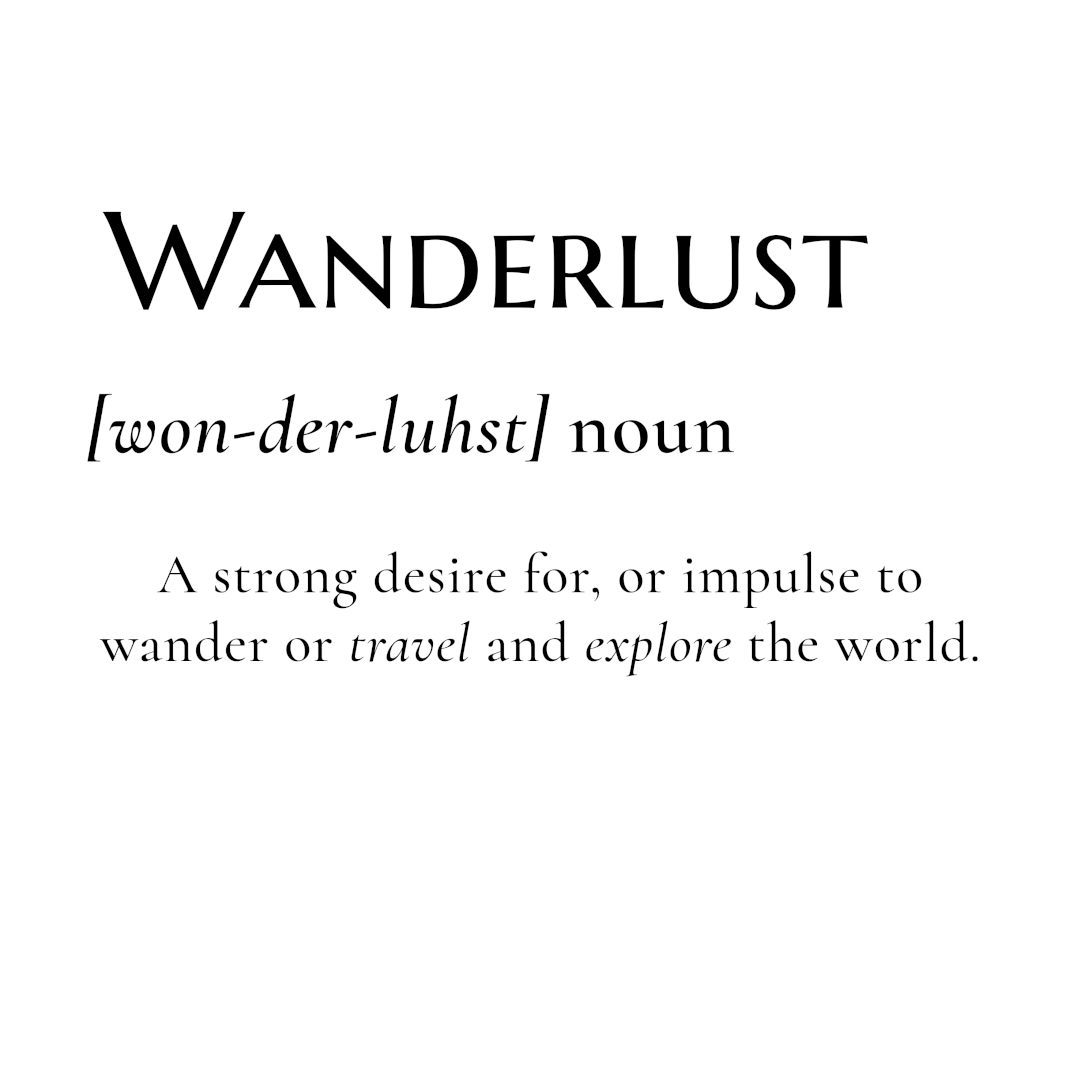 Wanderlust
[won-der-luhst] noun
A strong desire for, or impulse to
wander or travel and explore the world.